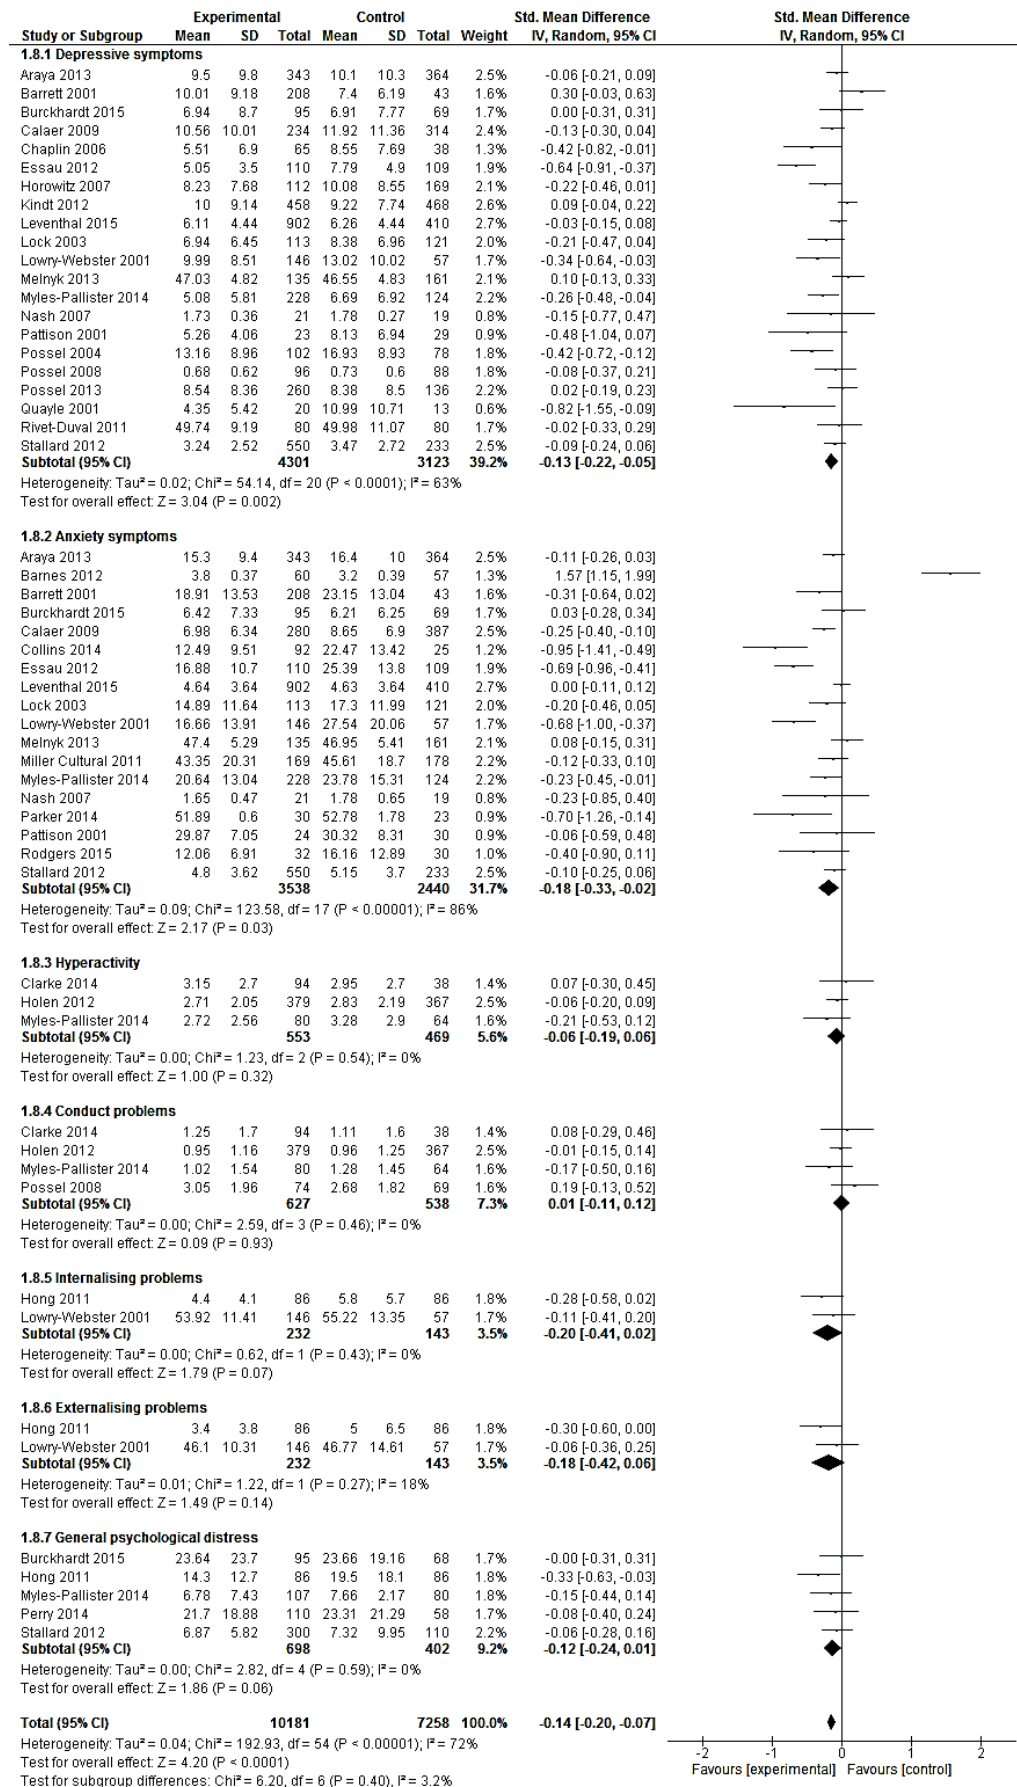 Experimental Control Std. Mean Difference Std. Mean Difference
Study or Subgroup Mean SD Total Mean SD Total Weight IV, Random, 95% CI IV, Random, 95% CI
1.8.1 Depressive symptoms
Araya 2013 9.5 9.8 343 10.1 10.3 364 2.5% -0.06 [-0.21, 0.09]
Barrett 2001 10.01 9.18 208 7.4 6.19 43 1.6% 0.30 [-0.03, 0.63]
Burckhardt 2015 6.94 8.7 95 6.91 7.77 69 1.7% 0.00 [-0.31, 0.31]
Calaer 2009 10.56 10.01 234 11.92 11.36 314 2.4% -0.13 [-0.30, 0.04]
Chaplin 2006 5.51 6.9 65 8.55 7.69 38 1.3% -0.42 [-0.82, -0.01]
Essau 2012 5.05 3.5 110 7.79 4.9 109 1.9% -0.64 [-0.91, -0.37]
Horowitz 2007 8.23 7.68 112 10.08 8.55 169 2.1% -0.22 [-0.46, 0.01]
Kindt 2012 10 9.14 458 9.22 7.74 468 2.6% 0.09 [-0.04, 0.22]
Leventhal 2015 6.11 4.44 902 6.26 4.44 410 2.6% -0.03 [-0.15, 0.08]
Lock 2003 6.94 6.45 113 8.38 6.96 121 2.0% -0.21 [-0.47, 0.04]
Lowry-Webster 2001 9.99 8.51 146 13.02 10.02 57 1.7% -0.34 [-0.64, -0.03]
Melnyk 2013 47.03 4.82 135 46.55 4.83 161 2.1% 0.10 [-0.13, 0.33]
Myles-Pallister 2014 5.08 5.81 228 6.69 6.92 124 2.2% -0.26 [-0.48, -0.04]
Nash 2007 1.73 0.36 21 1.78 0.27 19 0.8% -0.15 [-0.77, 0.47]
Pattison 2001 5.26 4.06 23 8.13 6.94 29 0.9% -0.48 [-1.04, 0.07]
Possel 2004 13.16 8.96 102 16.93 8.93 78 1.8% -0.42 [-0.72, -0.12]
Possel 2008 0.68 0.62 96 0.73 0.6 88 1.8% -0.08 [-0.37, 0.21]
Possel 2013 8.54 8.36 260 8.38 8.5 136 2.2% 0.02 [-0.19, 0.23]
Quayle 2001 4.35 5.42 20 10.99 10.71 13 0.6% -0.82 [-1.55, -0.09]
Rivet-Duval 2011 49.74 9.19 80 49.98 11.07 80 1.7% -0.02 [-0.33, 0.29]
Stallard 2012 3.24 2.52 550 3.47 2.72 233 2.5% -0.09 [-0.24, 0.06]
Subtotal (95% CI) 4301 3123 39.2% -0.13 [-0.22, -0.05]
Heterogeneity: Tau² = 0.02; Chi² = 54.14, df = 20 (P < 0.0001); I² = 63%
Test for overall effect: Z = 3.04 (P = 0.002)
1.8.2 Anxiety symptoms
Araya 2013 15.3 9.4 343 16.4 10 364 2.5% -0.11 [-0.26, 0.03]
Barnes 2012 3.8 0.37 60 3.2 0.39 57 1.3% 1.57 [1.15, 1.99]
Barrett 2001 18.91 13.53 208 23.15 13.04 43 1.6% -0.31 [-0.64, 0.02]
Burckhardt 2015 6.42 7.33 95 6.21 6.25 69 1.7% 0.03 [-0.28, 0.34]
Calaer 2009 6.98 6.34 280 8.65 6.9 387 2.5% -0.25 [-0.40, -0.10]
Collins 2014 12.49 9.51 92 22.47 13.42 25 1.1% -0.95 [-1.41, -0.49]
Essau 2012 16.88 10.7 110 25.39 13.8 109 1.9% -0.69 [-0.96, -0.41]
Leventhal 2015 4.64 3.64 902 4.63 3.64 410 2.7% 0.00 [-0.11, 0.12]
Lock 2003 14.89 11.64 113 17.3 11.99 121 2.0% -0.20 [-0.46, 0.05]
Lowry-Webster 2001 16.66 13.91 146 27.54 20.06 57 1.7% -0.68 [-1.00, -0.37]
Melnyk 2013 47.4 5.29 135 46.95 5.41 161 2.1% 0.08 [-0.15, 0.31]
Miller Cultural 2011 43.35 20.31 169 45.61 18.7 178 2.2% -0.12 [-0.33, 0.10]
Myles-Pallister 2014 20.64 13.04 228 23.78 15.31 124 2.2% -0.23 [-0.45, -0.01]
Nash 2007 1.65 0.47 21 1.78 0.65 19 0.8% -0.23 [-0.85, 0.40]
Parker 2014 51.89 0.6 30 52.78 1.78 23 0.9% -0.70 [-1.26, -0.14]
Pattison 2001 29.87 7.05 24 30.32 8.31 30 0.9% -0.06 [-0.59, 0.48]
Rodgers 2015 12.06 6.91 32 16.16 12.89 30 1.0% -0.40 [-0.90, 0.11]
Stallard 2012 4.8 3.62 550 5.15 3.7 233 2.5% -0.10 [-0.25, 0.06]
Subtotal (95% CI) 3538 2440 31.7% -0.18 [-0.33, -0.02]
Heterogeneity: Tau² = 0.09; Chi² = 123.58, df = 17 (P < 0.00001); I² = 86%
Test for overall effect: Z = 2.17 (P = 0.03)
1.8.3 Hyperactivity
Clarke 2014 3.15 2.7 94 2.95 2.7 38 1.4% 0.07 [-0.30, 0.45]
Holen 2012 2.71 2.05 379 2.83 2.19 367 2.5% -0.06 [-0.20, 0.09]
Myles-Pallister 2014 2.72 2.56 80 3.28 2.9 64 1.6% -0.21 [-0.53, 0.12]
Subtotal (95% CI) 553 469 5.6% -0.06 [-0.19, 0.06]
Heterogeneity: Tau² = 0.00; Chi² = 1.23, df = 2 (P = 0.54); I² = 0%
Test for overall effect: Z = 1.00 (P = 0.32)
1.8.4 Conduct problems
Clarke 2014 1.25 1.7 94 1.11 1.6 38 1.4% 0.08 [-0.29, 0.46]
Holen 2012 0.95 1.16 379 0.96 1.25 367 2.5% -0.01 [-0.15, 0.14]
Myles-Pallister 2014 1.02 1.54 80 1.28 1.45 64 1.6% -0.17 [-0.50, 0.16]
Possel 2008 3.05 1.96 74 2.68 1.82 69 1.6% 0.19 [-0.13, 0.52]
Subtotal (95% CI) 627 538 7.3% 0.01 [-0.11, 0.12]
Heterogeneity: Tau² = 0.00; Chi² = 2.59, df = 3 (P = 0.46); I² = 0%
Test for overall effect: Z = 0.09 (P = 0.93)
1.8.5 Internalising problems
Hong 2011 4.4 4.1 86 5.8 5.7 86 1.8% -0.28 [-0.58, 0.02]
Lowry-Webster 2001 53.92 11.41 146 55.22 13.35 57 1.7% -0.11 [-0.41, 0.20]
Subtotal (95% CI) 232 143 3.5% -0.20 [-0.41, 0.02]
Heterogeneity: Tau² = 0.00; Chi² = 0.62, df = 1 (P = 0.43); I² = 0%
Test for overall effect: Z = 1.79 (P = 0.07)
1.8.6 Externalising problems
Hong 2011 3.4 3.8 86 5 6.5 86 1.8% -0.30 [-0.60, 0.00]
Lowry-Webster 2001 46.1 10.31 146 46.77 14.61 57 1.7% -0.06 [-0.36, 0.25]
Subtotal (95% CI) 232 143 3.5% -0.18 [-0.42, 0.06]
Heterogeneity: Tau² = 0.01; Chi² = 1.22, df = 1 (P = 0.27); I² = 18%
Test for overall effect: Z = 1.49 (P = 0.14)
1.8.7 General psychological distress
Burckhardt 2015 23.64 23.7 95 23.66 19.16 68 1.7% -0.00 [-0.31, 0.31]
Hong 2011 14.3 12.7 86 19.5 18.1 86 1.7% -0.33 [-0.63, -0.03]
Myles-Pallister 2014 6.78 7.43 107 7.66 2.17 80 1.8% -0.15 [-0.44, 0.14]
Perry 2014 21.7 18.88 110 23.31 21.29 58 1.7% -0.08 [-0.40, 0.24]
Stallard 2012 6.87 5.82 300 7.32 9.95 110 2.2% -0.06 [-0.28, 0.16]
Subtotal (95% CI) 698 402 9.2% -0.12 [-0.24, 0.01]
Heterogeneity: Tau² = 0.00; Chi² = 2.82, df = 4 (P = 0.59); I² = 0%
Test for overall effect: Z = 1.86 (P = 0.06)
Total (95% CI) 10181 7258 100.0% -0.14 [-0.20, -0.07]
Heterogeneity: Tau² = 0.04; Chi² = 192.93, df = 54 (P < 0.00001); I² = 72%
Test for overall effect: Z = 4.20 (P < 0.0001)
Test for subgroup differences: Chi² = 6.20, df = 6 (P = 0.40), I² = 3.2%
-2 -1 0 1 2
Favours [experimental] Favours [control]